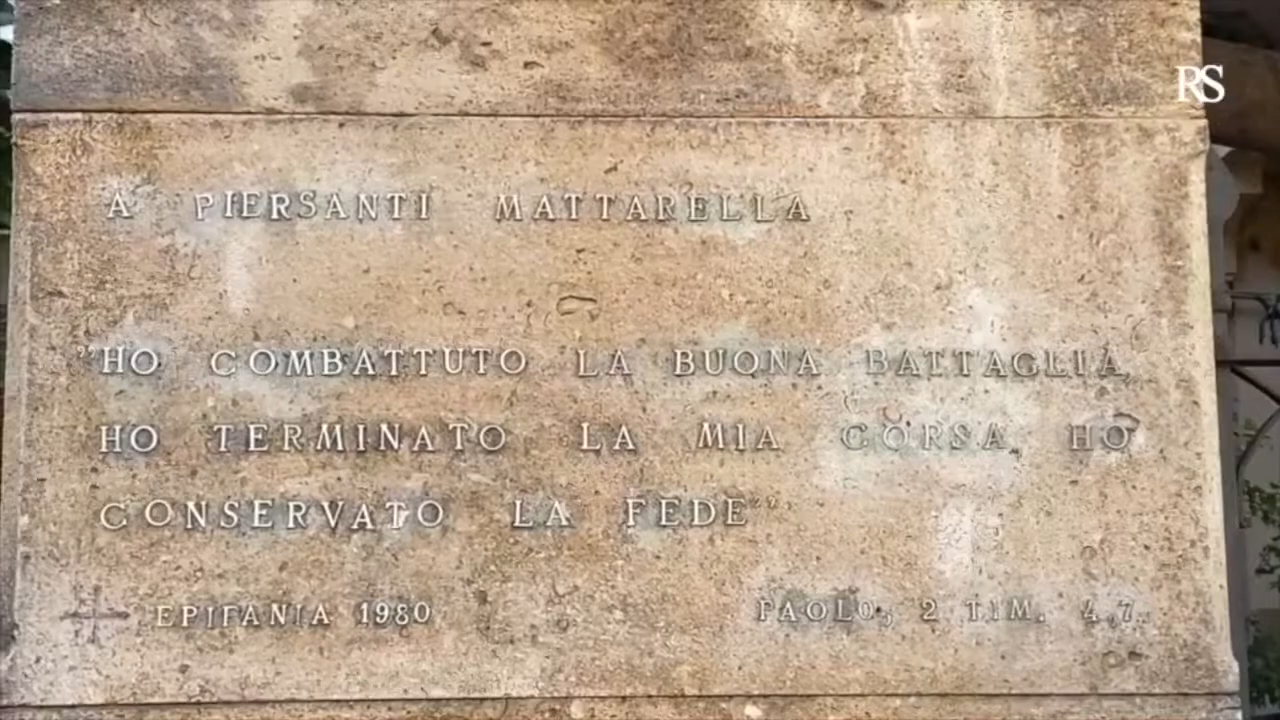 RS
A PIERSANTI MATTARELLA
"HO COMBATTUTO LA BUONA BATTAGLIA
HO TERMINATO LA MIA CORSA, HO
CONSERVATO LA FEDE"
EPIFANIA 1980
PAOLO, 2 TIM. 4,7